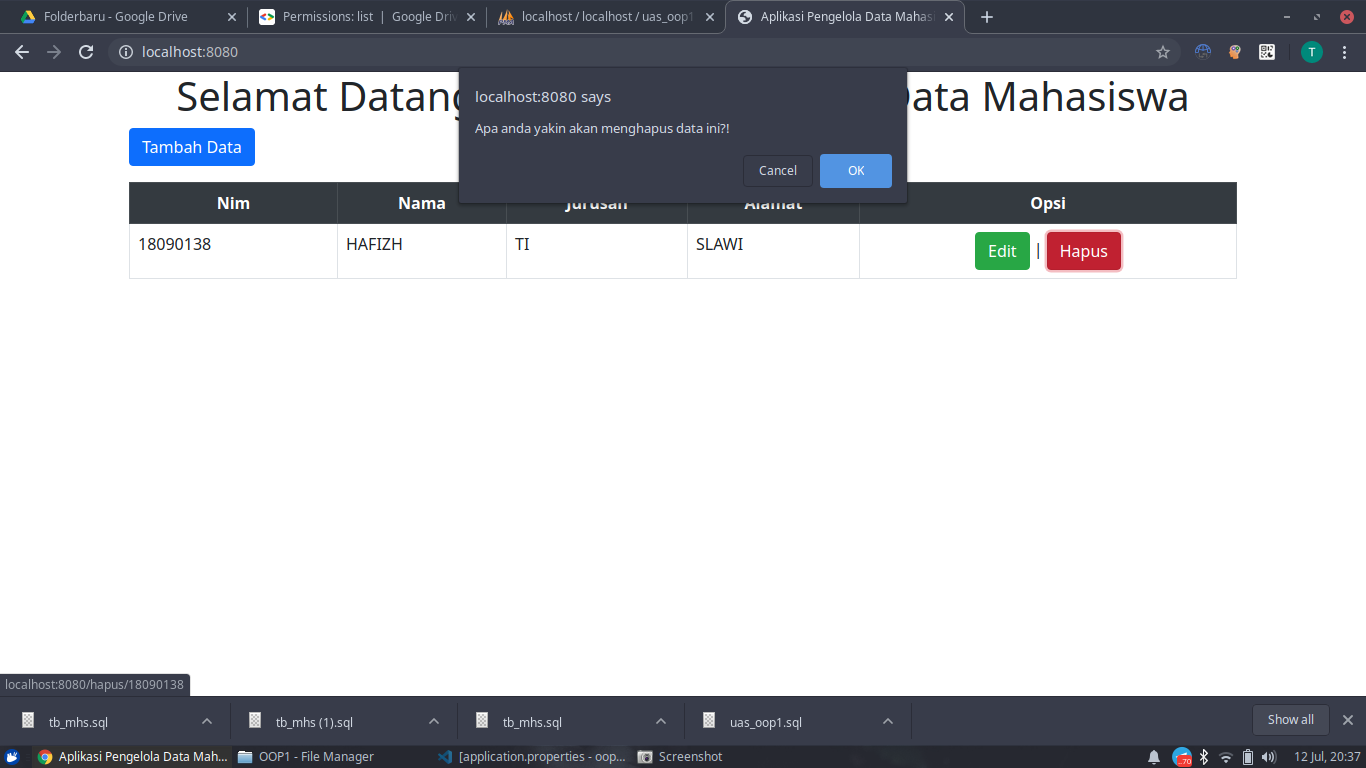 Folderbaru - Google Drive
Permissions: list | Google Driv
localhost / localhost / uas_oop1
Aplikasi Pengelola Data Mahas
localhost:8080
T
Selamat Datang Data Mahasiswa
localhost:8080 says
Apa anda yakin akan menghapus data ini?!
Cancel
OK
Tambah Data
Nim Nama Jurusan Alamat Opsi
18090138 HAFIZH TI SLAWI Edit | Hapus
localhost:8080/hapus/18090138
tb_mhs.sql
tb_mhs (1).sql
tb_mhs.sql
uas_oop1.sql
Show all
Aplikasi Pengelola Data Mah...
OOP1 - File Manager
[application.properties - oop...
Screenshot
12 Jul, 20:37